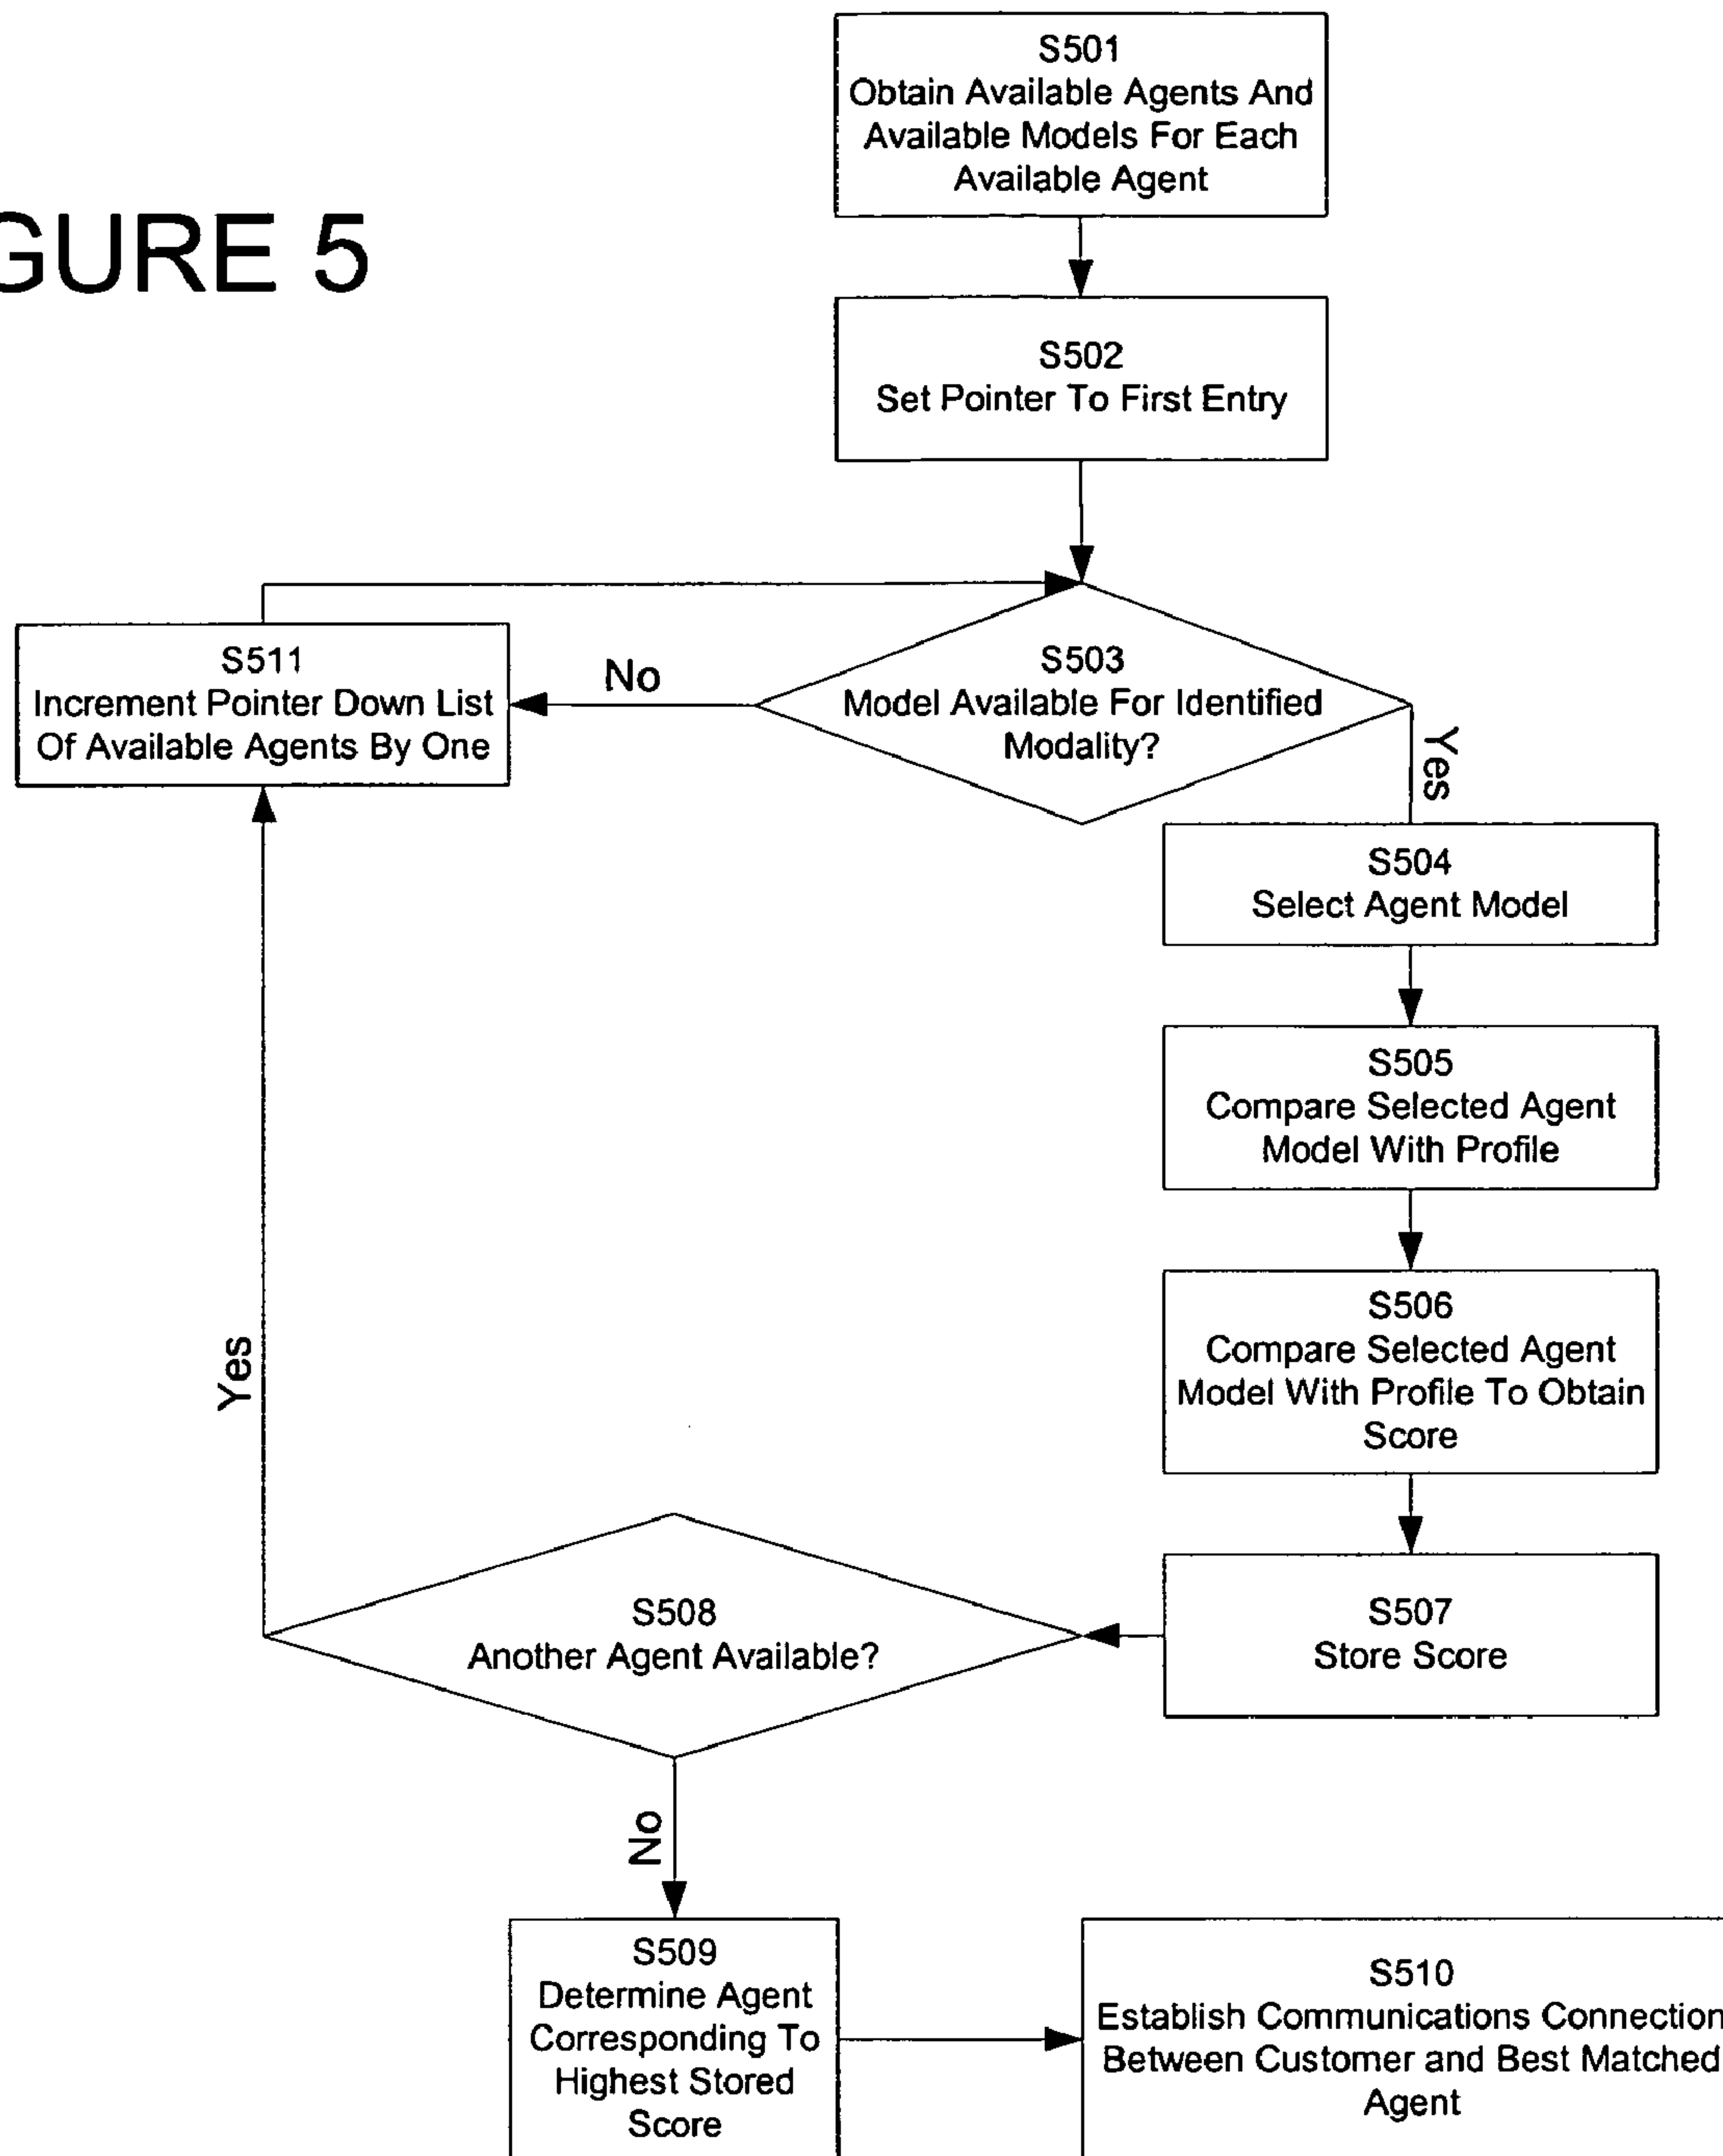 GURE 5
S501
Obtain Available Agents And
Available Models For Each
Available Agent
S502
Set Pointer To First Entry
S511
Increment Pointer Down List
Of Available Agents By One
No
S503
Model Available For Identified
Modality?
Yes
S504
Select Agent Model
S505
Compare Selected Agent
Model With Profile
S506
Compare Selected Agent
Model With Profile To Obtain
Score
Yes
S508
Another Agent Available?
S507
Store Score
No
S509
Determine Agent
Corresponding To
Highest Stored
Score
S510
Establish Communications Connection
Between Customer and Best Matched
Agent